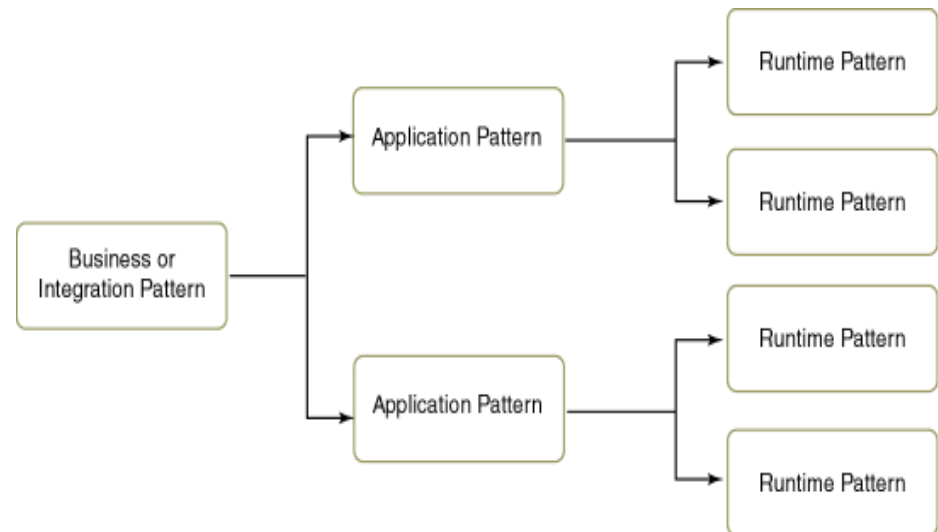 Business or
Integration Pattern
Application Pattern
Runtime Pattern
Runtime Pattern
Application Pattern
Runtime Pattern
Runtime Pattern